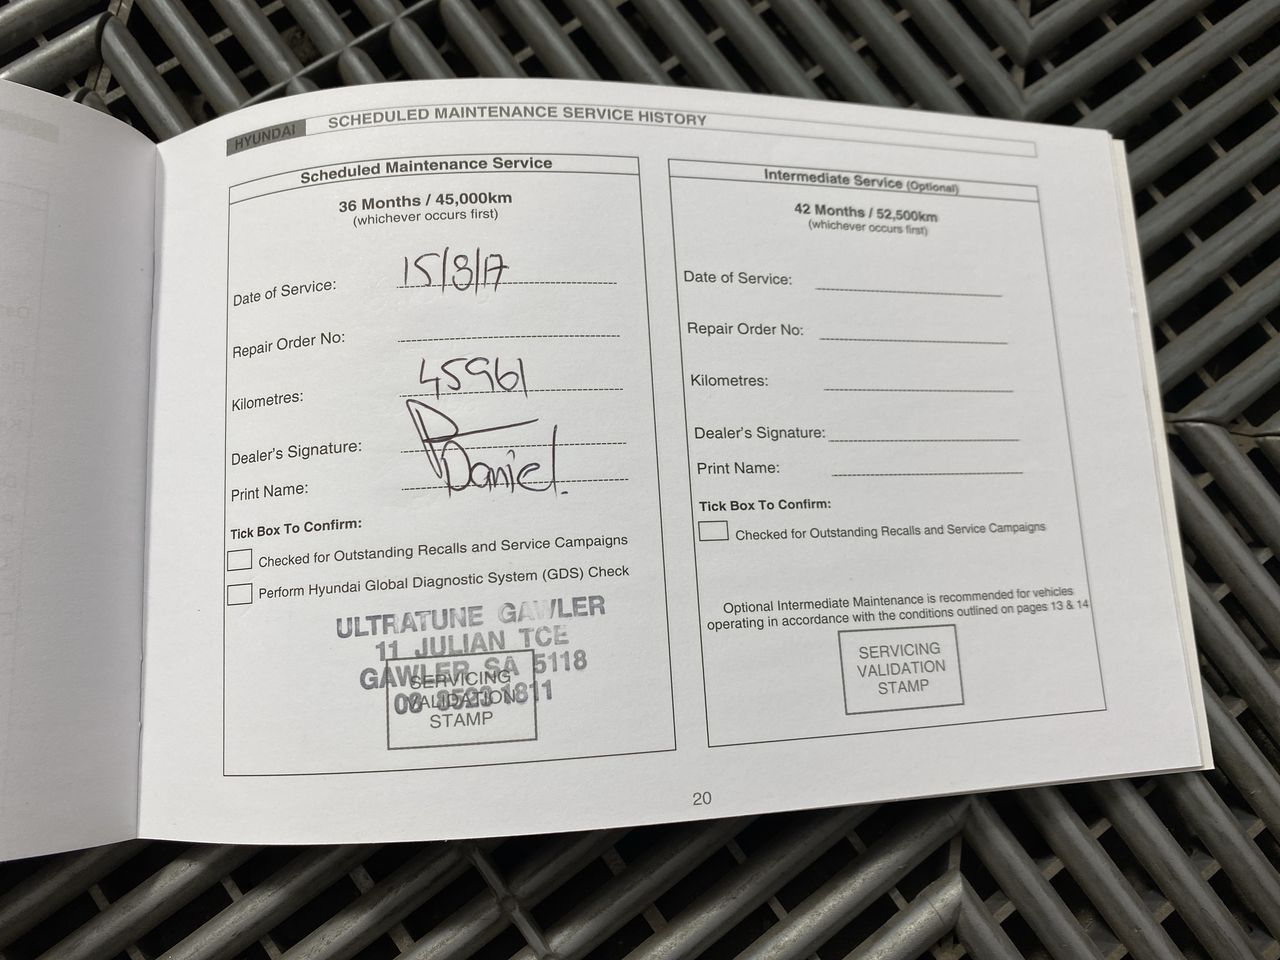 HYUNDAI
SCHEDULED MAINTENANCE SERVICE HISTORY
Scheduled Maintenance Service
36 Months / 45,000km
(whichever occurs first)
Date of Service: 15/8/17
Repair Order No:
Kilometres: 45961
Dealer's Signature:
Print Name: Daniel.
Tick Box To Confirm:
Checked for Outstanding Recalls and Service Campaigns
Perform Hyundai Global Diagnostic System (GDS) Check
ULTRATUNE GAWLER
11 JULIAN TCE
GAWLER SA 5118
08 8523 1811
SERVICING
VALIDATION
STAMP
Intermediate Service (Optional)
42 Months / 52,500km
(whichever occurs first)
Date of Service:
Repair Order No:
Kilometres:
Dealer's Signature:
Print Name:
Tick Box To Confirm:
Checked for Outstanding Recalls and Service Campaigns
Optional Intermediate Maintenance is recommended for vehicles
operating in accordance with the conditions outlined on pages 13 & 14
SERVICING
VALIDATION
STAMP
20